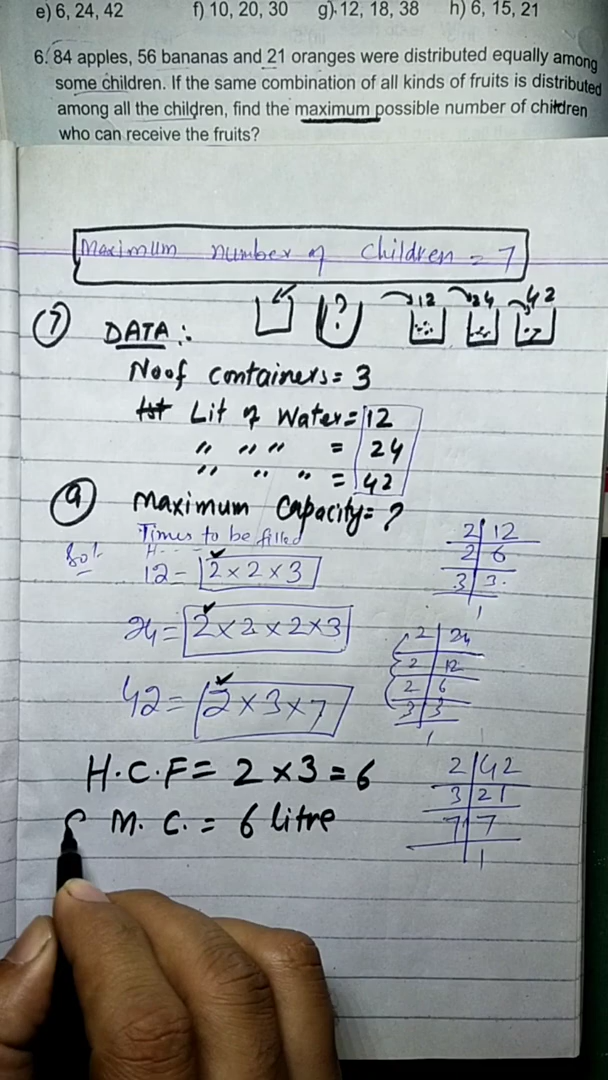 e) 6, 24, 42 f) 10, 20, 30 g) 12, 18, 38 h) 6, 15, 21
6. 84 apples, 56 bananas and 21 oranges were distributed equally among
some children. If the same combination of all kinds of fruits is distributed
among all the children, find the maximum possible number of children
who can receive the fruits?
Maximum number of children = 7
? 12 24 42
7 DATA:
No of containers = 3
Lit of Water = 12
" " " = 24
" " " = 42
a Maximum Capacity = ?
Times to be filled
Sol.
12 = 2 × 2 × 3
2 | 12
2 | 6
3 | 3
1
24 = 2 × 2 × 2 × 3
2 | 24
2 | 12
2 | 6
3 | 3
1
42 = 2 × 3 × 7
H.C.F = 2 × 3 = 6
2 | 42
3 | 21
7 | 7
1
M. C. = 6 litre